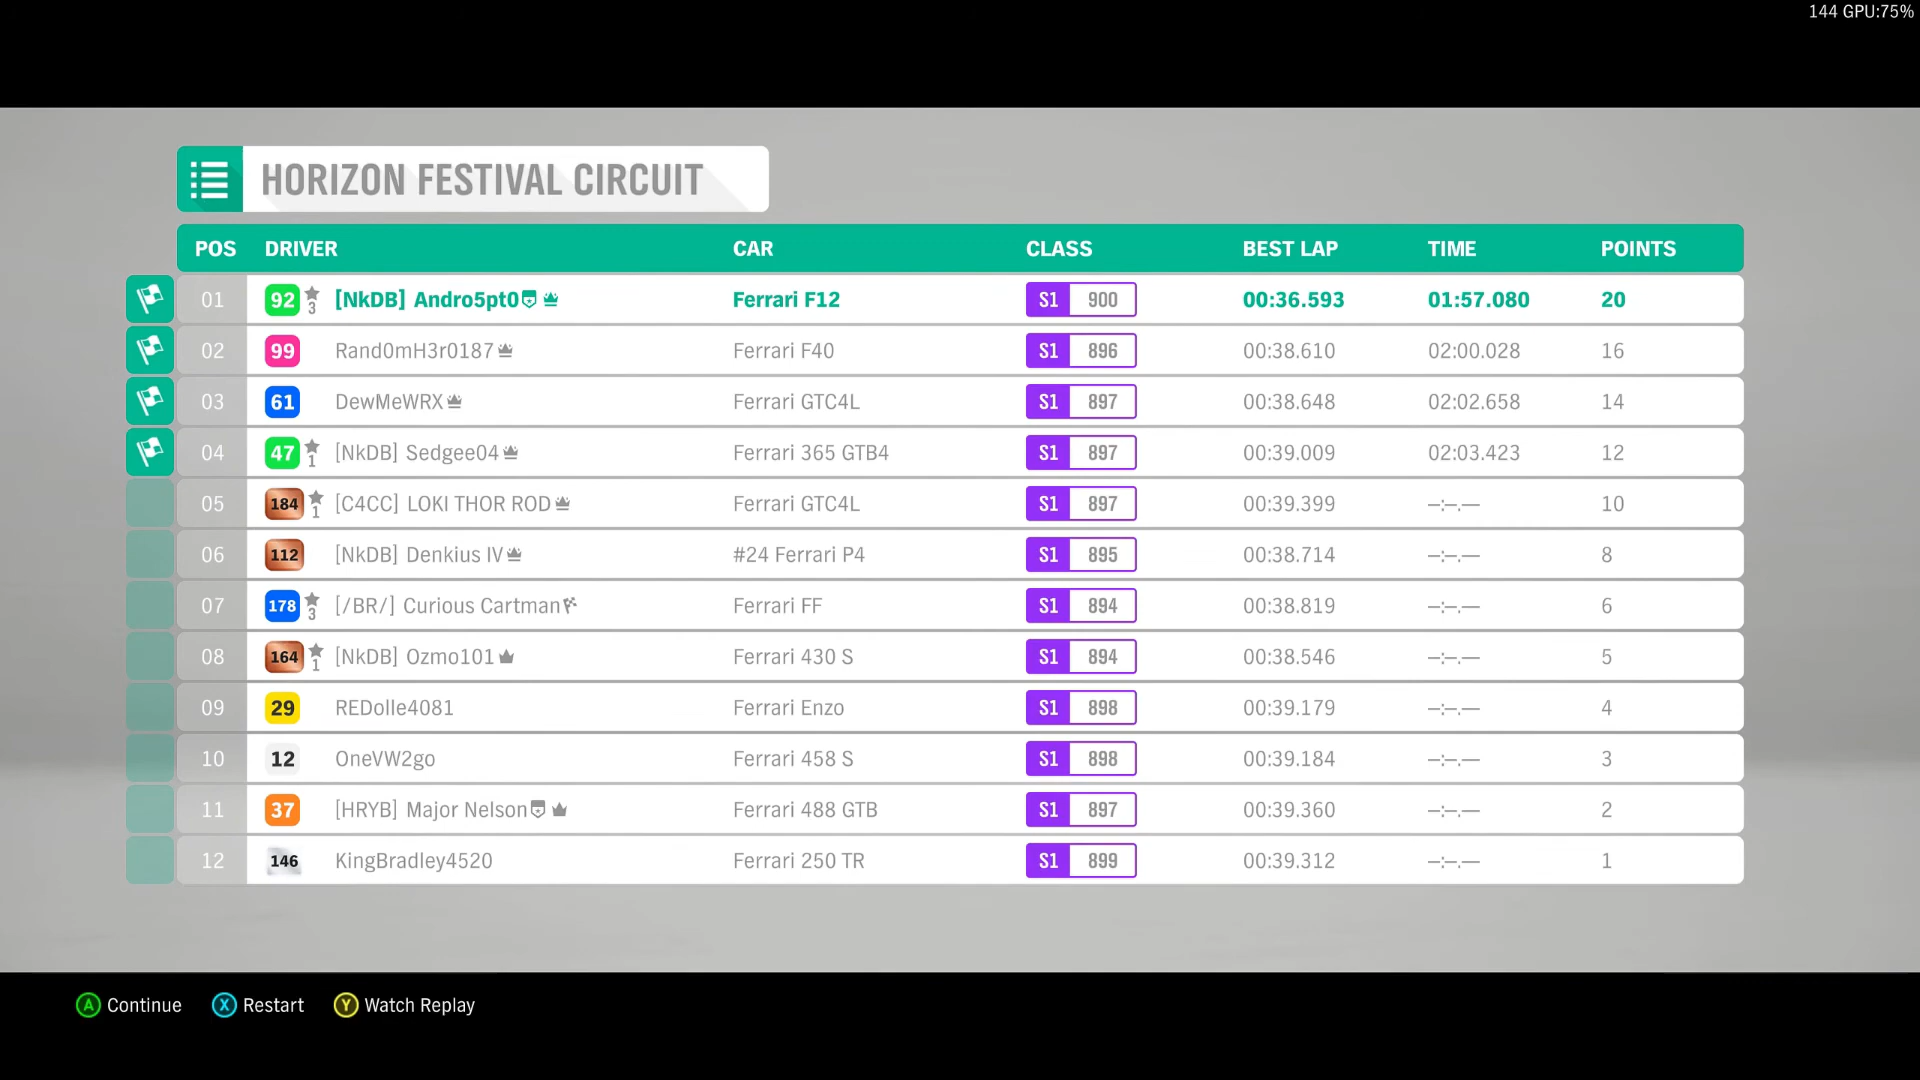 144 GPU:75%
HORIZON FESTIVAL CIRCUIT
POS DRIVER CAR CLASS BEST LAP TIME POINTS
01 92 3 [NkDB] Andro5pt0 Ferrari F12 S1 900 00:36.593 01:57.080 20
02 99 Rand0mH3r0187 Ferrari F40 S1 896 00:38.610 02:00.028 16
03 61 DewMeWRX Ferrari GTC4L S1 897 00:38.648 02:02.658 14
04 47 1 [NkDB] Sedgee04 Ferrari 365 GTB4 S1 897 00:39.009 02:03.423 12
05 184 1 [C4CC] LOKI THOR ROD Ferrari GTC4L S1 897 00:39.399 --:--.--- 10
06 112 [NkDB] Denkius IV #24 Ferrari P4 S1 895 00:38.714 --:--.--- 8
07 178 3 [/BR/] Curious Cartman Ferrari FF S1 894 00:38.819 --:--.--- 6
08 164 1 [NkDB] Ozmo101 Ferrari 430 S S1 894 00:38.546 --:--.--- 5
09 29 REDolle4081 Ferrari Enzo S1 898 00:39.179 --:--.--- 4
10 12 OneVW2go Ferrari 458 S S1 898 00:39.184 --:--.--- 3
11 37 [HRYB] Major Nelson Ferrari 488 GTB S1 897 00:39.360 --:--.--- 2
12 146 KingBradley4520 Ferrari 250 TR S1 899 00:39.312 --:--.--- 1
A Continue X Restart Y Watch Replay